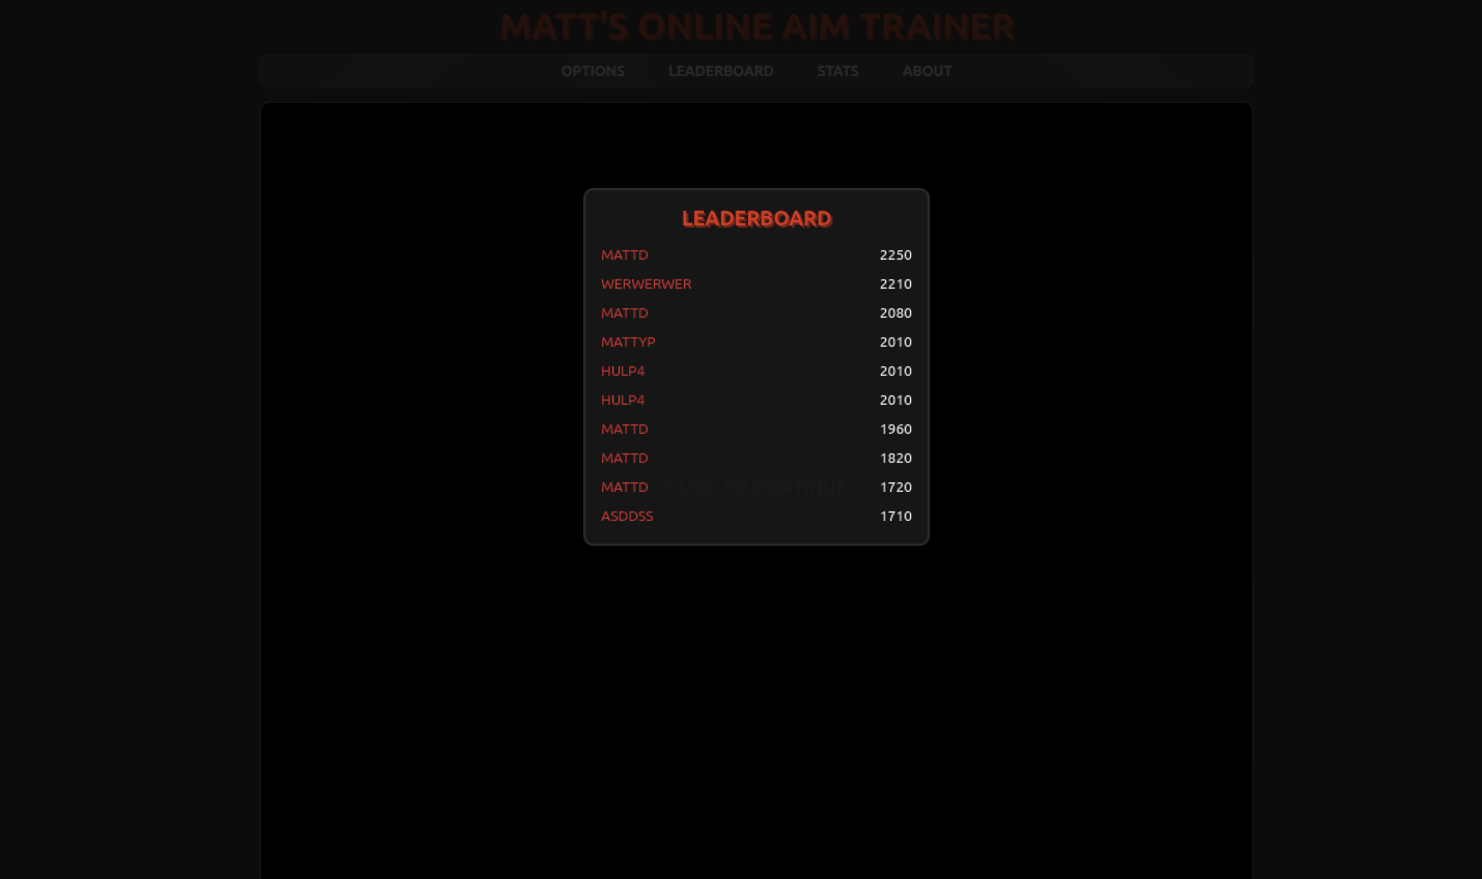 MATT'S ONLINE AIM TRAINER
OPTIONS LEADERBOARD STATS ABOUT
LEADERBOARD
MATTD 2250
WERWERWER 2210
MATTD 2080
MATTYP 2010
HULP4 2010
HULP4 2010
MATTD 1960
MATTD 1820
MATTD CLICK TO CONTINUE 1720
ASDDSS 1710